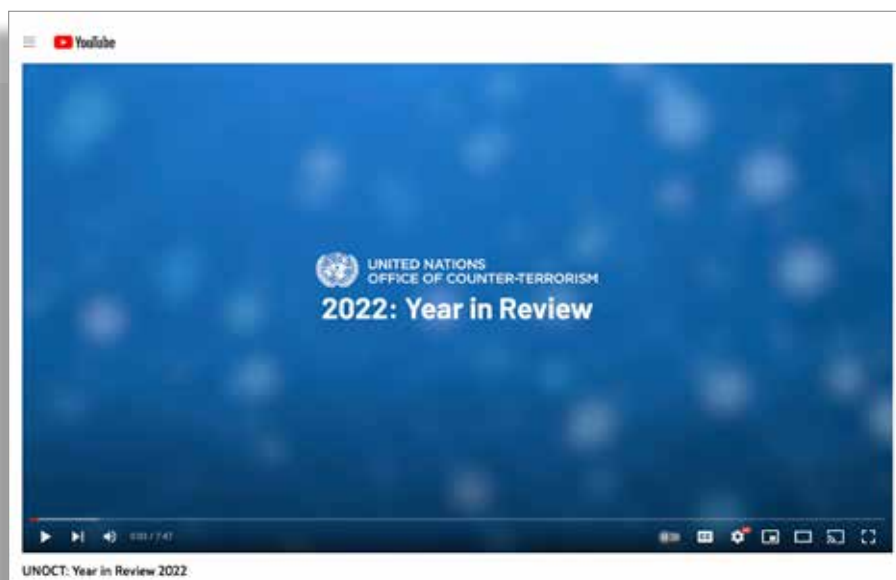 YouTube
UNITED NATIONS
OFFICE OF COUNTER-TERRORISM
2022: Year in Review
UNOCT: Year in Review 2022